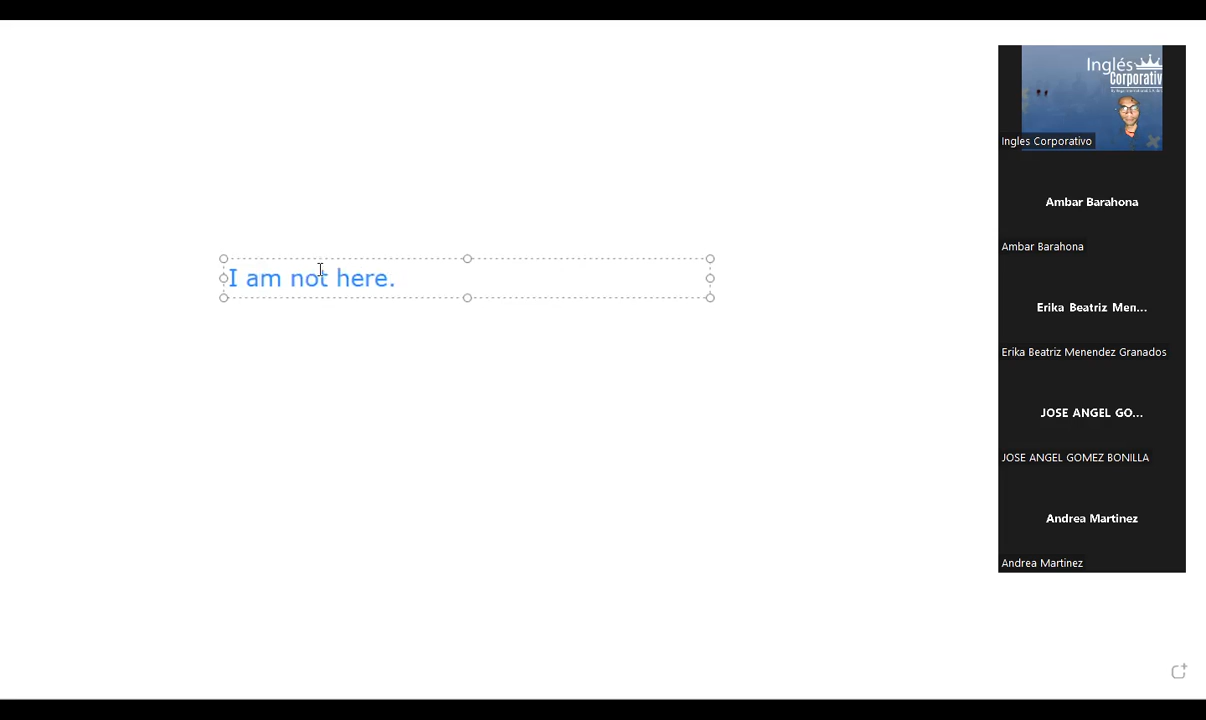 I am not here.
Inglés
Corporativ
Ingles Corporativo
Ambar Barahona
Ambar Barahona
Erika Beatriz Men...
Erika Beatriz Menendez Granados
JOSE ANGEL GO...
JOSE ANGEL GOMEZ BONILLA
Andrea Martinez
Andrea Martinez